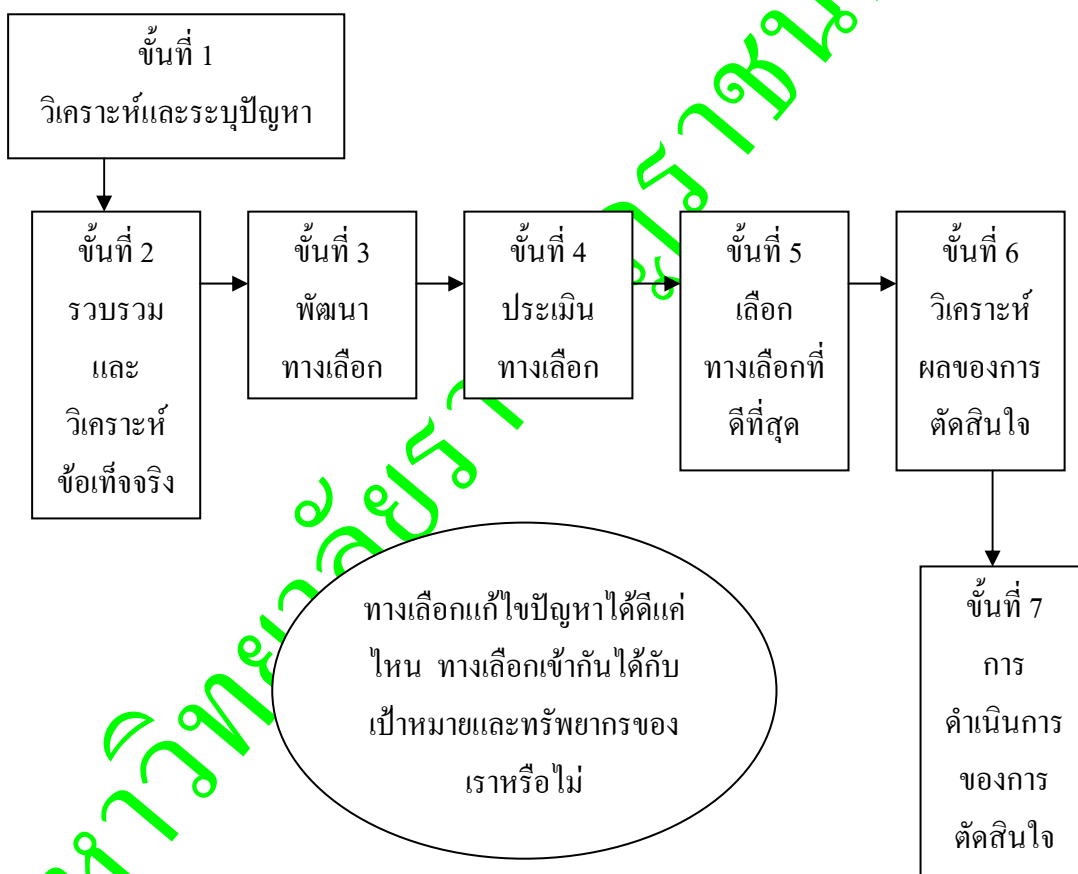 ขั้นที่ 1
วิเคราะห์และระบุปัญหา
ขั้นที่ 2
รวบรวม
และ
วิเคราะห์
ข้อเท็จจริง
ขั้นที่ 3
พัฒนา
ทางเลือก
ขั้นที่ 4
ประเมิน
ทางเลือก
ขั้นที่ 5
เลือก
ทางเลือกที่
ดีที่สุด
ขั้นที่ 6
วิเคราะห์
ผลของการ
ตัดสินใจ
ทางเลือกแก้ไขปัญหาได้ดีแค่
ไหน ทางเลือกเข้ากันได้กับ
เป้าหมายและทรัพยากรของ
เราหรือไม่
ขั้นที่ 7
การ
ดำเนินการ
ของการ
ตัดสินใจ